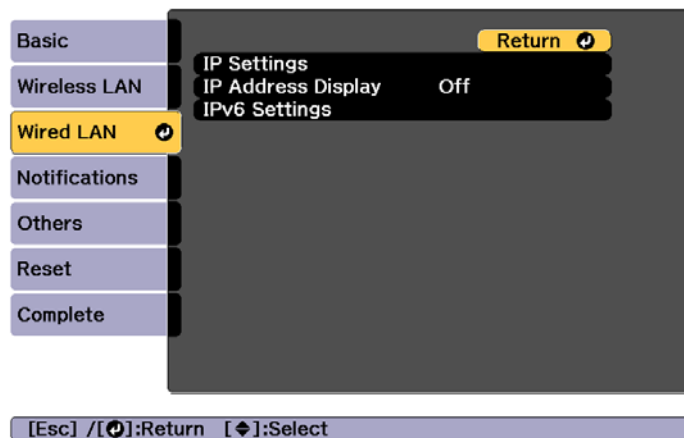 Basic
Wireless LAN
Wired LAN
Notifications
Others
Reset
Complete
Return
IP Settings
IP Address Display Off
IPv6 Settings
[Esc] /[⏎]:Return [◆]:Select